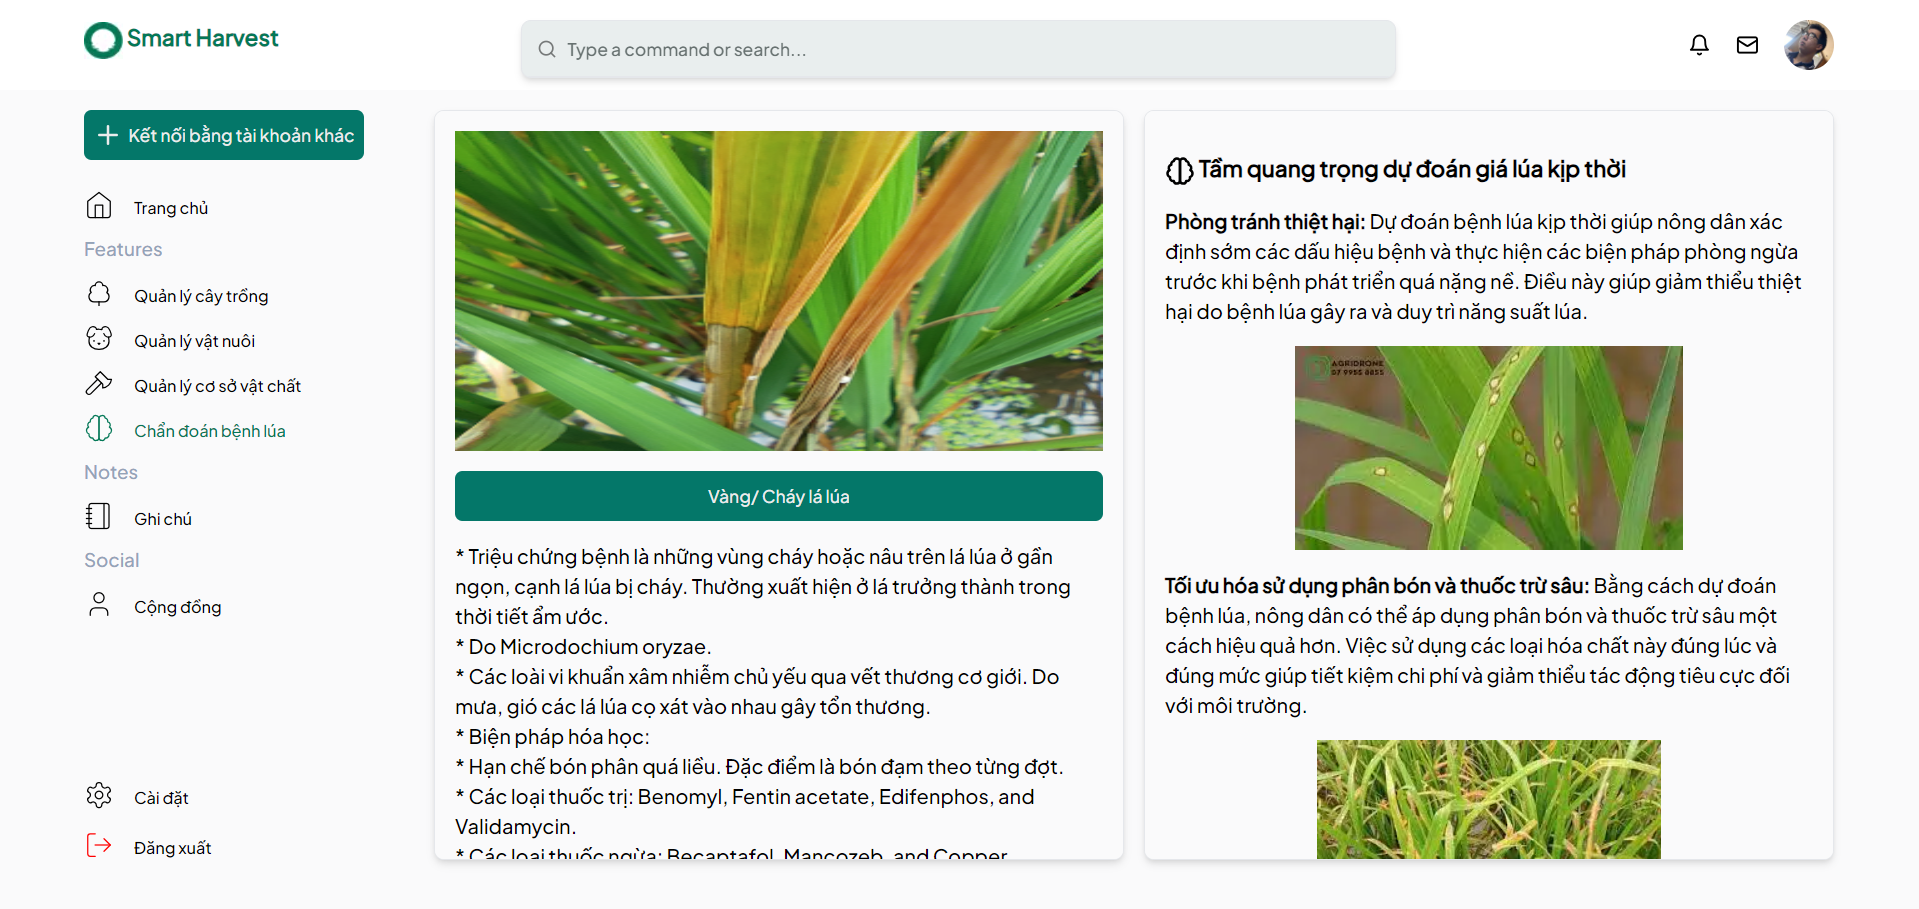 Smart Harvest
Type a command or search...
Kết nối bằng tài khoản khác
Trang chủ
Features
Quản lý cây trồng
Quản lý vật nuôi
Quản lý cơ sở vật chất
Chẩn đoán bệnh lúa
Notes
Ghi chú
Social
Cộng đồng
Cài đặt
Đăng xuất
Vàng/ Cháy lá lúa
* Triệu chứng bệnh là những vùng cháy hoặc nâu trên lá lúa ở gần
ngọn, cạnh lá lúa bị cháy. Thường xuất hiện ở lá trưởng thành trong
thời tiết ẩm ước.
* Do Microdochium oryzae.
* Các loài vi khuẩn xâm nhiễm chủ yếu qua vết thương cơ giới. Do
mưa, gió các lá lúa cọ xát vào nhau gây tổn thương.
* Biện pháp hóa học:
* Hạn chế bón phân quá liều. Đặc điểm là bón đạm theo từng đợt.
* Các loại thuốc trị: Benomyl, Fentin acetate, Edifenphos, and
Validamycin.
* Các loại thuốc ngừa: Becaptafol, Mancozeb, and Copper
Tầm quang trọng dự đoán giá lúa kịp thời
Phòng tránh thiệt hại: Dự đoán bệnh lúa kịp thời giúp nông dân xác
định sớm các dấu hiệu bệnh và thực hiện các biện pháp phòng ngừa
trước khi bệnh phát triển quá nặng nề. Điều này giúp giảm thiểu thiệt
hại do bệnh lúa gây ra và duy trì năng suất lúa.
AGRIDRONE
Tối ưu hóa sử dụng phân bón và thuốc trừ sâu: Bằng cách dự đoán
bệnh lúa, nông dân có thể áp dụng phân bón và thuốc trừ sâu một
cách hiệu quả hơn. Việc sử dụng các loại hóa chất này đúng lúc và
đúng mức giúp tiết kiệm chi phí và giảm thiểu tác động tiêu cực đối
với môi trường.